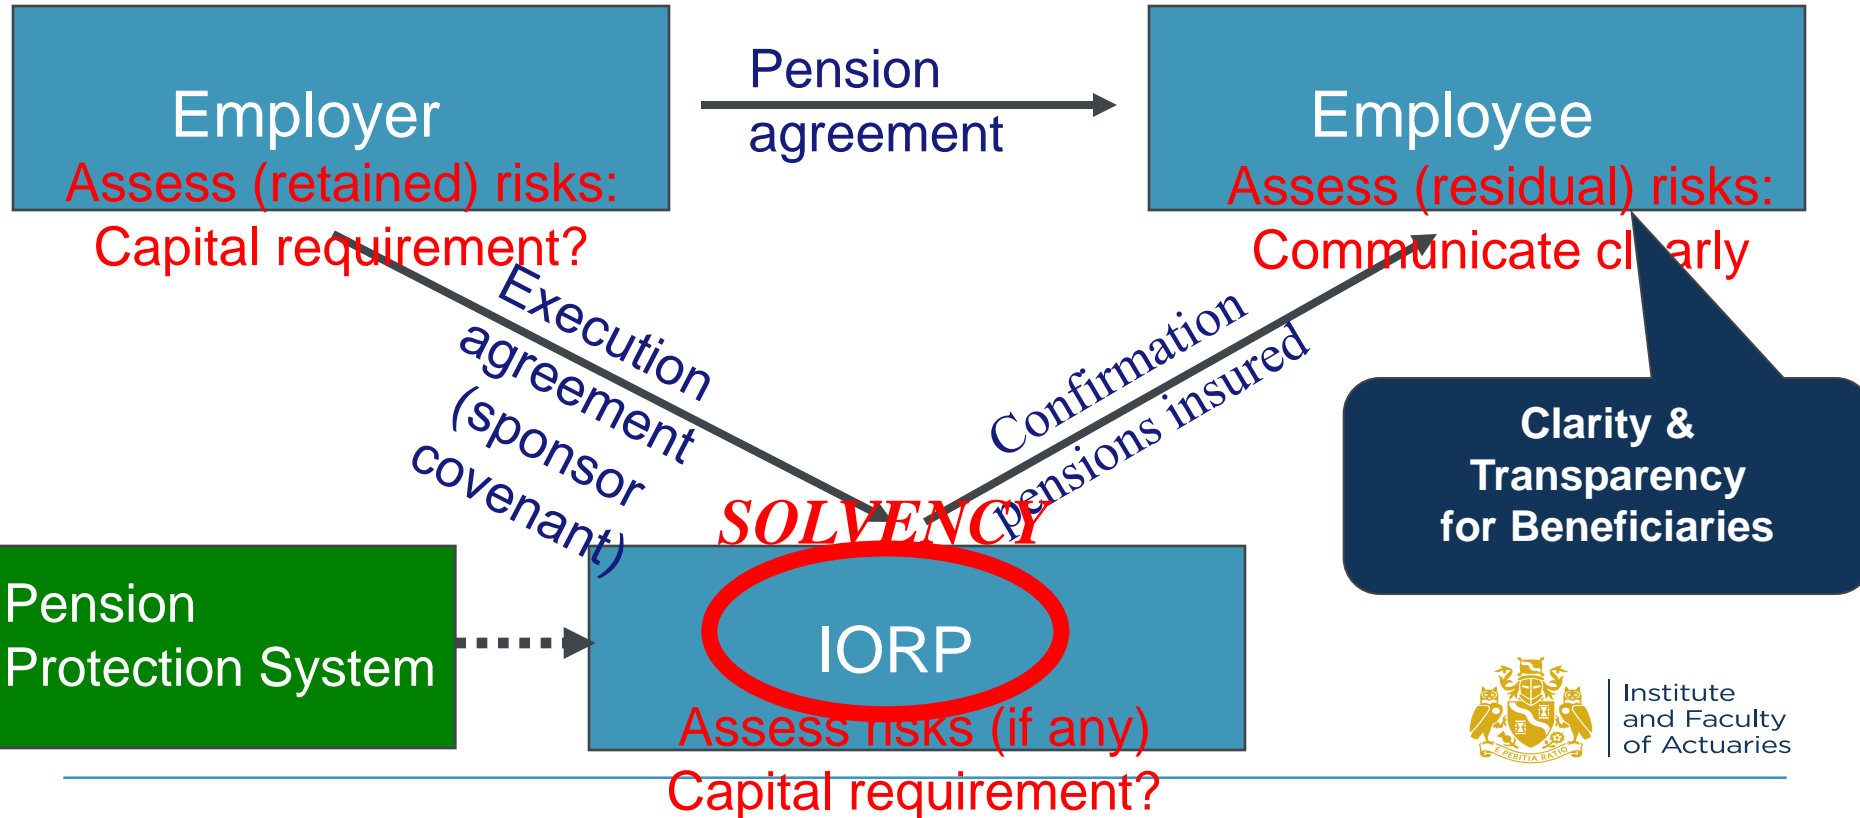 Employer
Assess (retained) risks:
Capital requirement?
Pension
agreement
Employee
Assess (residual) risks:
Communicate clearly
Execution
agreement
(sponsor
covenant)
Confirmation
pensions insured
Clarity &
Transparency
for Beneficiaries
SOLVENCY
Pension
Protection System
IORP
Assess risks (if any)
Capital requirement?
E PERITIA RATIO
Institute
and Faculty
of Actuaries